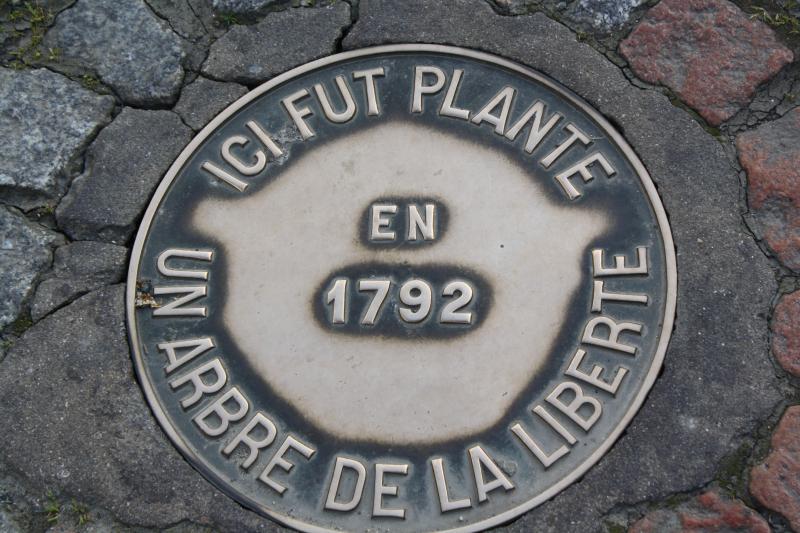 ICI FUT PLANTE
EN
1792
UN ARBRE DE LA LIBERTE